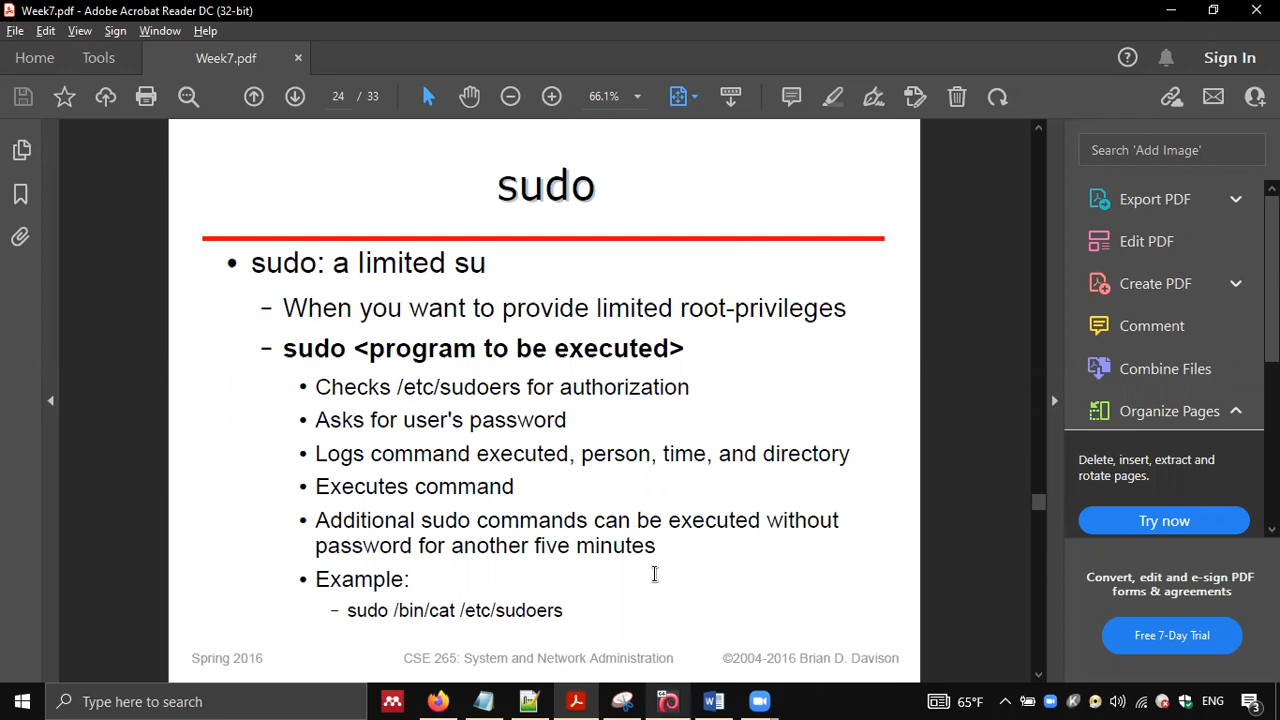 Week7.pdf - Adobe Acrobat Reader DC (32-bit)
File Edit View Sign Window Help
Home Tools Week7.pdf × Sign In
24 / 33 66.1%
Search 'Add Image'
sudo
• sudo: a limited su
– When you want to provide limited root-privileges
– sudo <program to be executed>
• Checks /etc/sudoers for authorization
• Asks for user's password
• Logs command executed, person, time, and directory
• Executes command
• Additional sudo commands can be executed without
password for another five minutes
• Example:
– sudo /bin/cat /etc/sudoers
Spring 2016 CSE 265: System and Network Administration ©2004-2016 Brian D. Davison
Export PDF
Edit PDF
Create PDF
Comment
Combine Files
Organize Pages
Delete, insert, extract and
rotate pages.
Try now
Convert, edit and e-sign PDF
forms & agreements
Free 7-Day Trial
Type here to search
65°F ENG 3